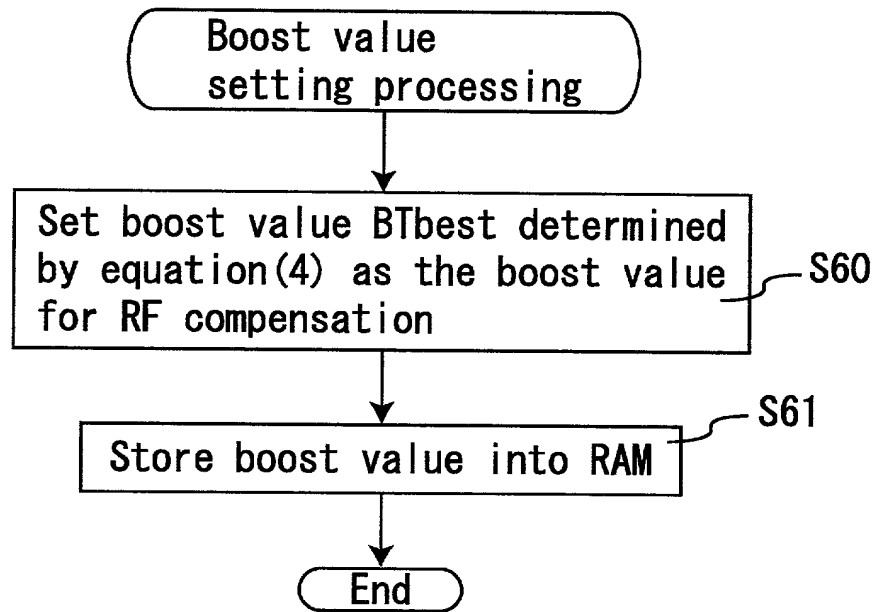 Boost value
setting processing
Set boost value BTbest determined
by equation(4) as the boost value
for RF compensation
S60
S61
Store boost value into RAM
End